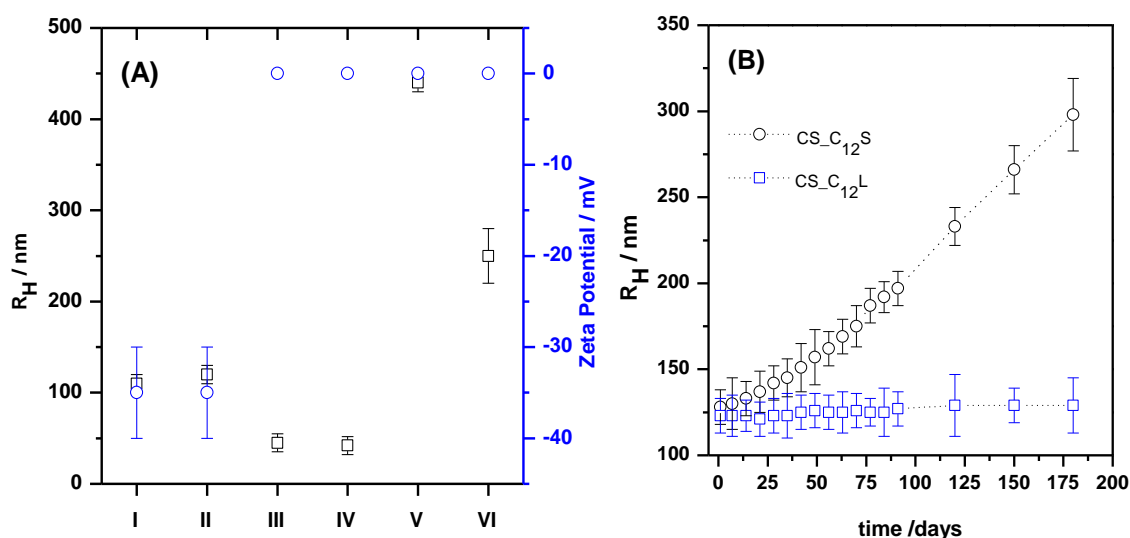 (A)
500
400
300
200
100
0
R_H / nm
I II III IV V VI
0
-10
-20
-30
-40
Zeta Potential / mV
(B)
CS_C12S
CS_C12L
350
300
250
200
150
100
R_H / nm
0 25 50 75 100 125 150 175 200
time /days